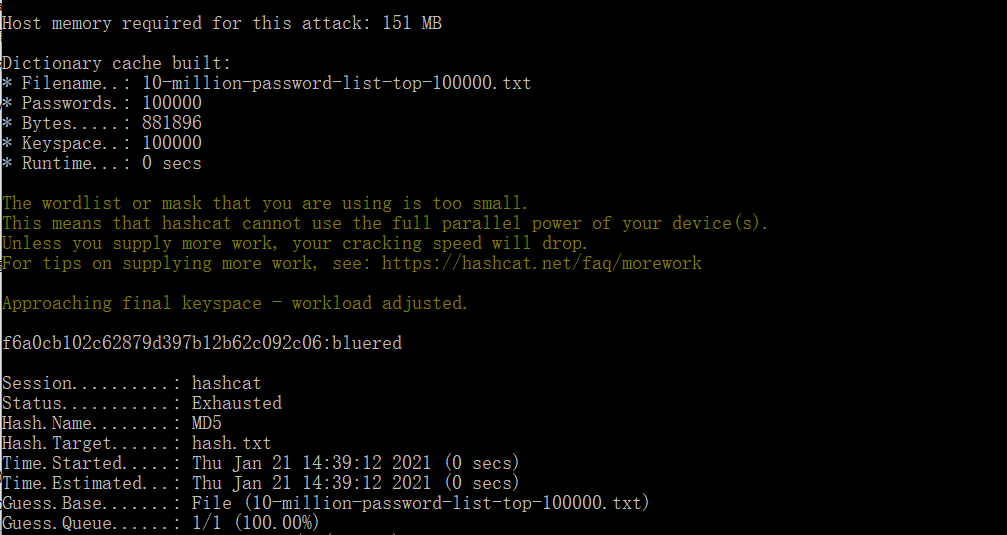 Host memory required for this attack: 151 MB
Dictionary cache built:
* Filename..: 10-million-password-list-top-100000.txt
* Passwords.: 100000
* Bytes.....: 881896
* Keyspace..: 100000
* Runtime...: 0 secs
The wordlist or mask that you are using is too small.
This means that hashcat cannot use the full parallel power of your device(s).
Unless you supply more work, your cracking speed will drop.
For tips on supplying more work, see: https://hashcat.net/faq/morework
Approaching final keyspace - workload adjusted.
f6a0cb102c62879d397b12b62c092c06:bluered
Session..........: hashcat
Status...........: Exhausted
Hash.Name........: MD5
Hash.Target......: hash.txt
Time.Started.....: Thu Jan 21 14:39:12 2021 (0 secs)
Time.Estimated...: Thu Jan 21 14:39:12 2021 (0 secs)
Guess.Base.......: File (10-million-password-list-top-100000.txt)
Guess.Queue......: 1/1 (100.00%)